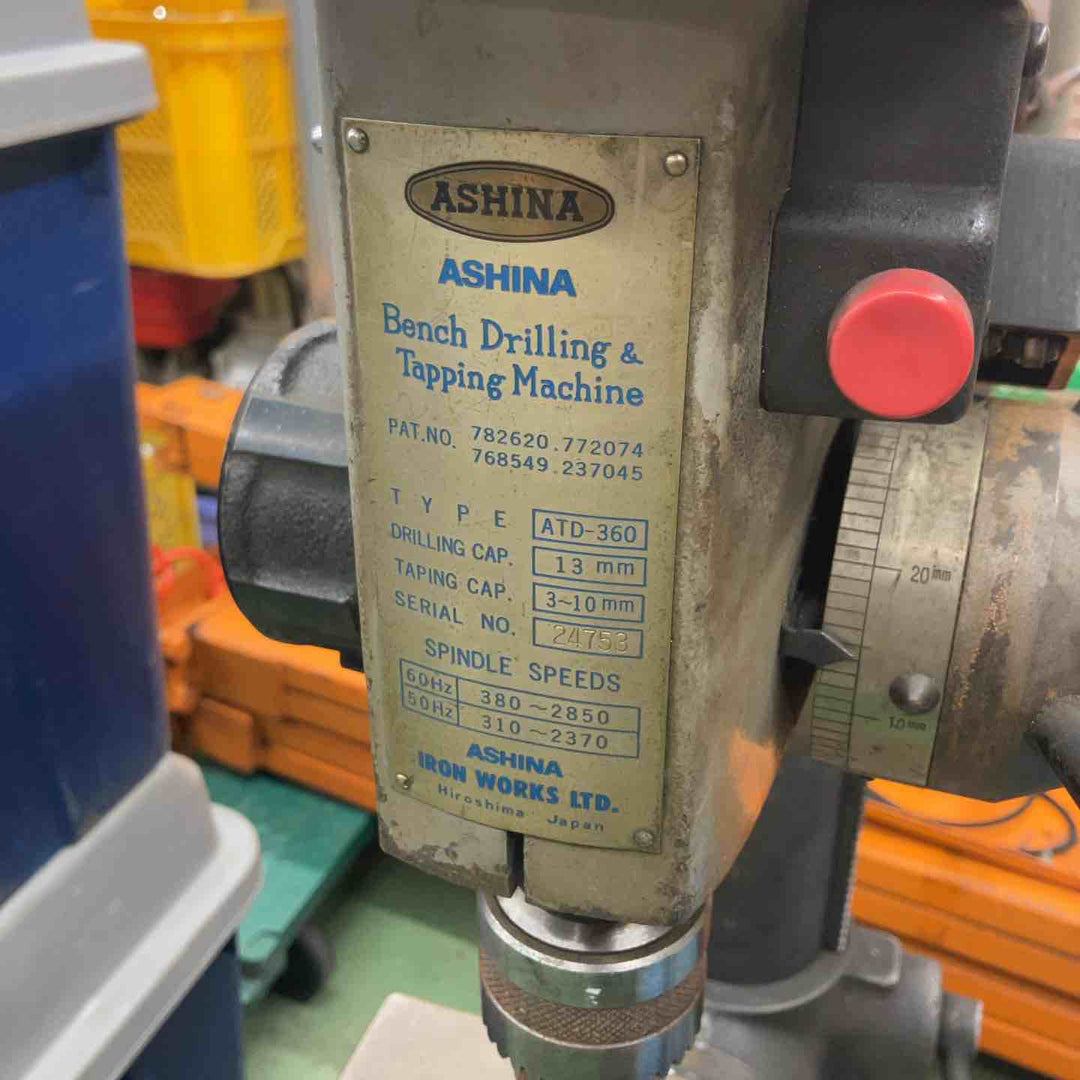 ASHINA
ASHINA
Bench Drilling &
Tapping Machine
PAT.NO. 782620.772074
768549.237045
TYPE ATD-360
DRILLING CAP. 13 mm
TAPING CAP. 3~10mm
SERIAL NO. 24753
SPINDLE SPEEDS
60Hz 380~2850
50Hz 310~2370
ASHINA
IRON WORKS LTD.
Hiroshima Japan
20mm
10mm